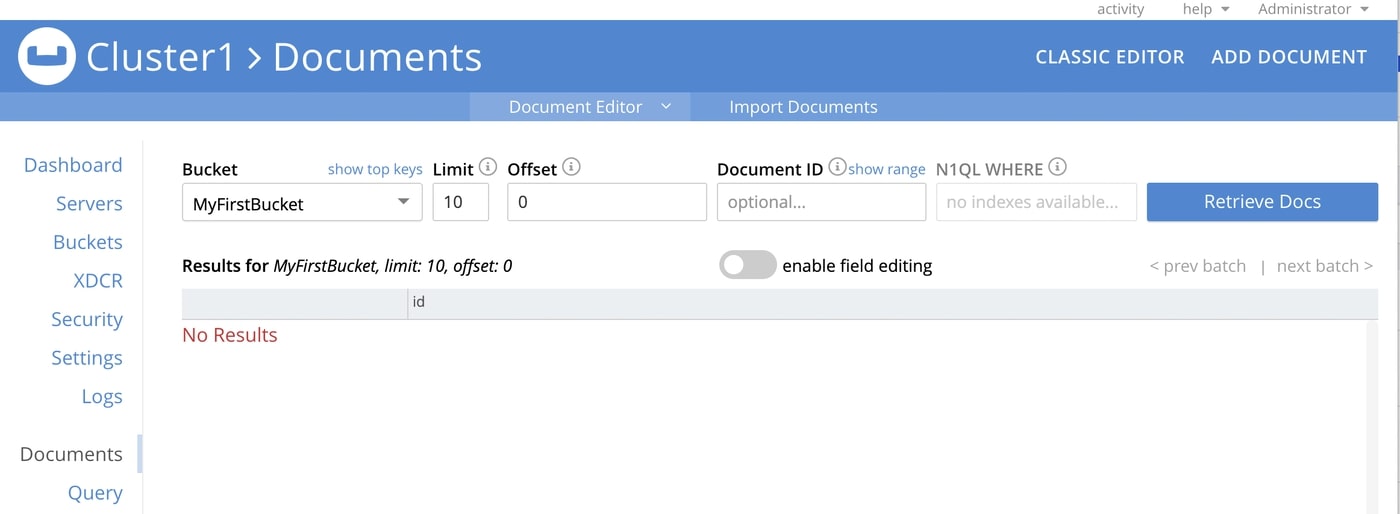 activity help Administrator
Cluster1 > Documents CLASSIC EDITOR ADD DOCUMENT
Document Editor Import Documents
Dashboard
Servers
Buckets
XDCR
Security
Settings
Logs
Documents
Query
Bucket show top keys Limit Offset Document ID show range N1QL WHERE
MyFirstBucket 10 0 optional... no indexes available... Retrieve Docs
Results for MyFirstBucket, limit: 10, offset: 0 enable field editing < prev batch | next batch >
id
No Results